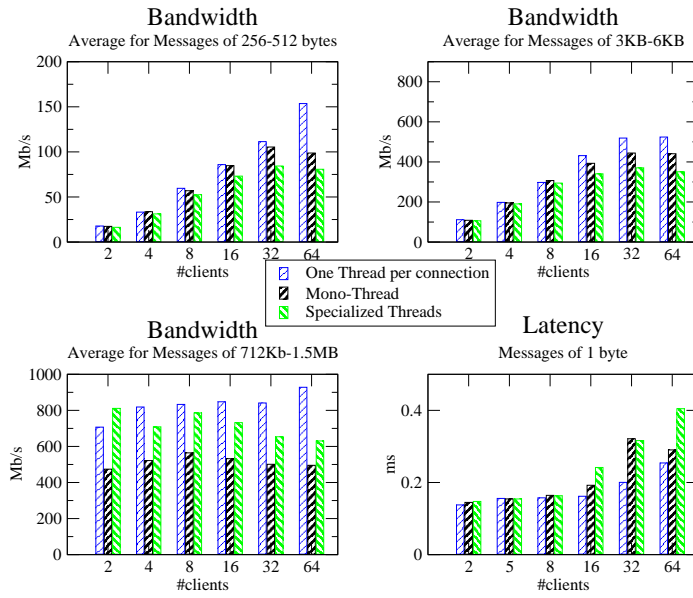 Bandwidth
Average for Messages of 256-512 bytes
200
150
100
50
0
Mb/s
2 4 8 16 32 64
#clients
Bandwidth
Average for Messages of 3KB-6KB
800
600
400
200
0
Mb/s
2 4 8 16 32 64
#clients
One Thread per connection
Mono-Thread
Specialized Threads
Bandwidth
Average for Messages of 712Kb-1.5MB
1000
800
600
400
200
0
Mb/s
2 4 8 16 32 64
#clients
Latency
Messages of 1 byte
0.4
0.2
0
ms
2 5 8 16 32 64
#clients